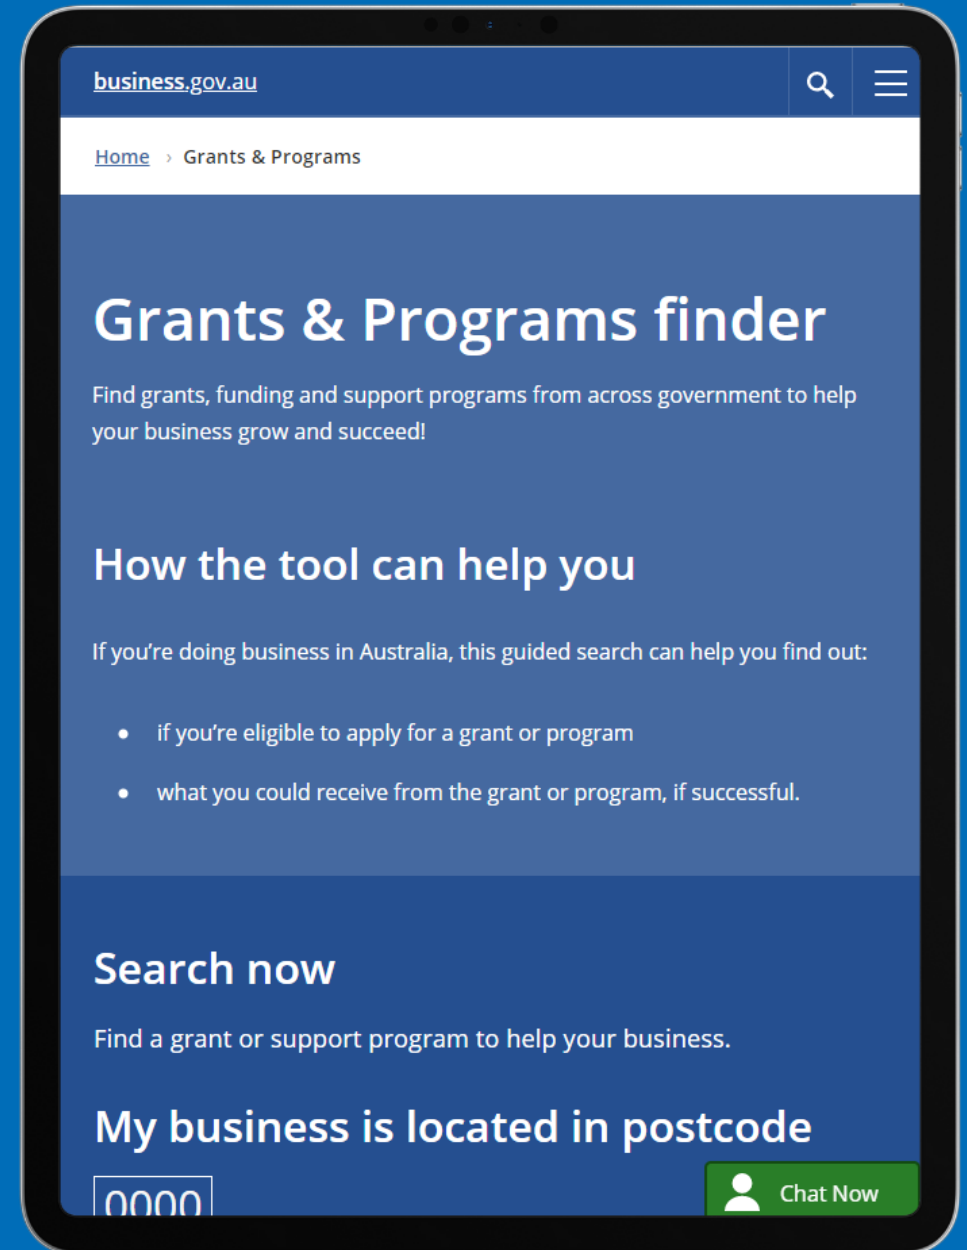 business.gov.au
Home › Grants & Programs
Grants & Programs finder
Find grants, funding and support programs from across government to help
your business grow and succeed!
How the tool can help you
If you’re doing business in Australia, this guided search can help you find out:
• if you’re eligible to apply for a grant or program
• what you could receive from the grant or program, if successful.
Search now
Find a grant or support program to help your business.
My business is located in postcode
0000
Chat Now